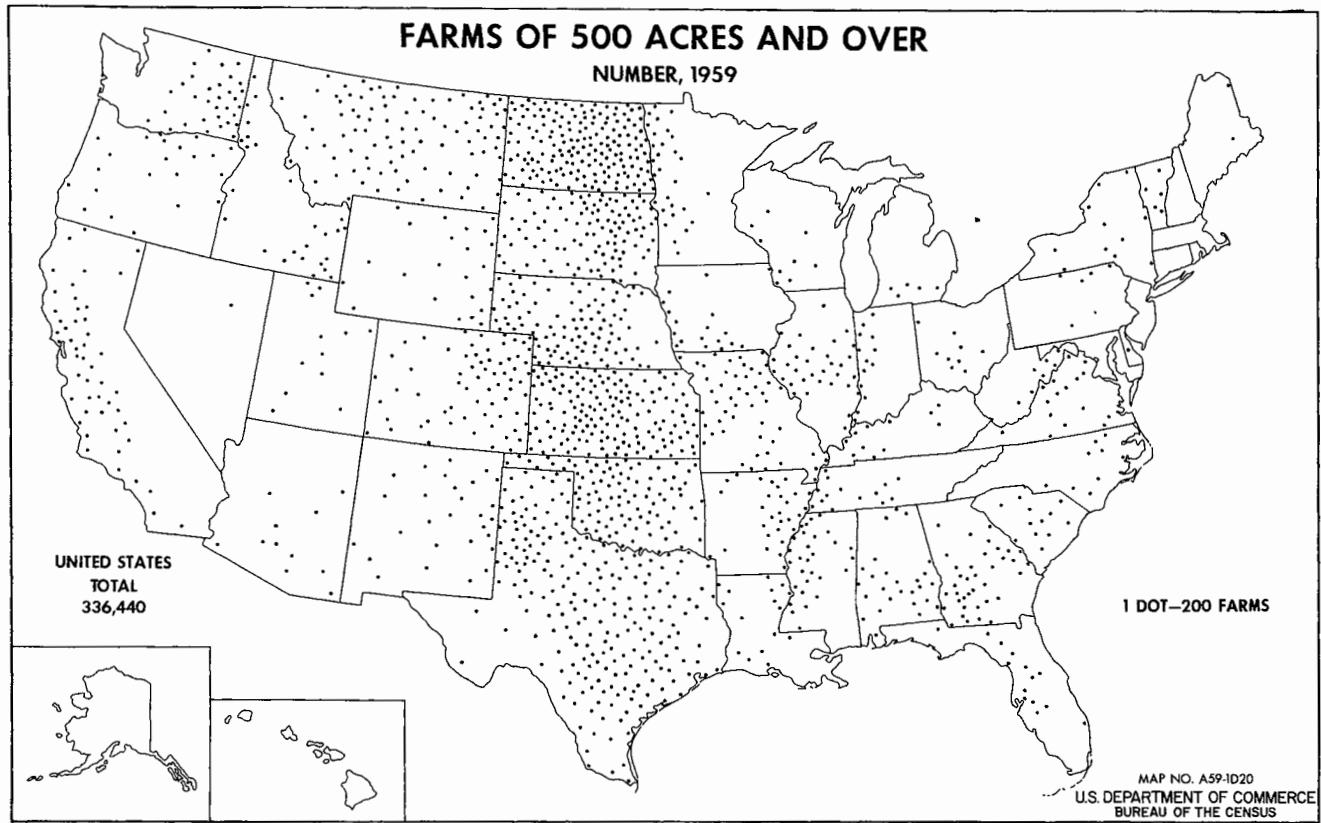 FARMS OF 500 ACRES AND OVER
NUMBER, 1959
UNITED STATES
TOTAL
336,440
1 DOT—200 FARMS
MAP NO. A59-1D20
U.S. DEPARTMENT OF COMMERCE
BUREAU OF THE CENSUS